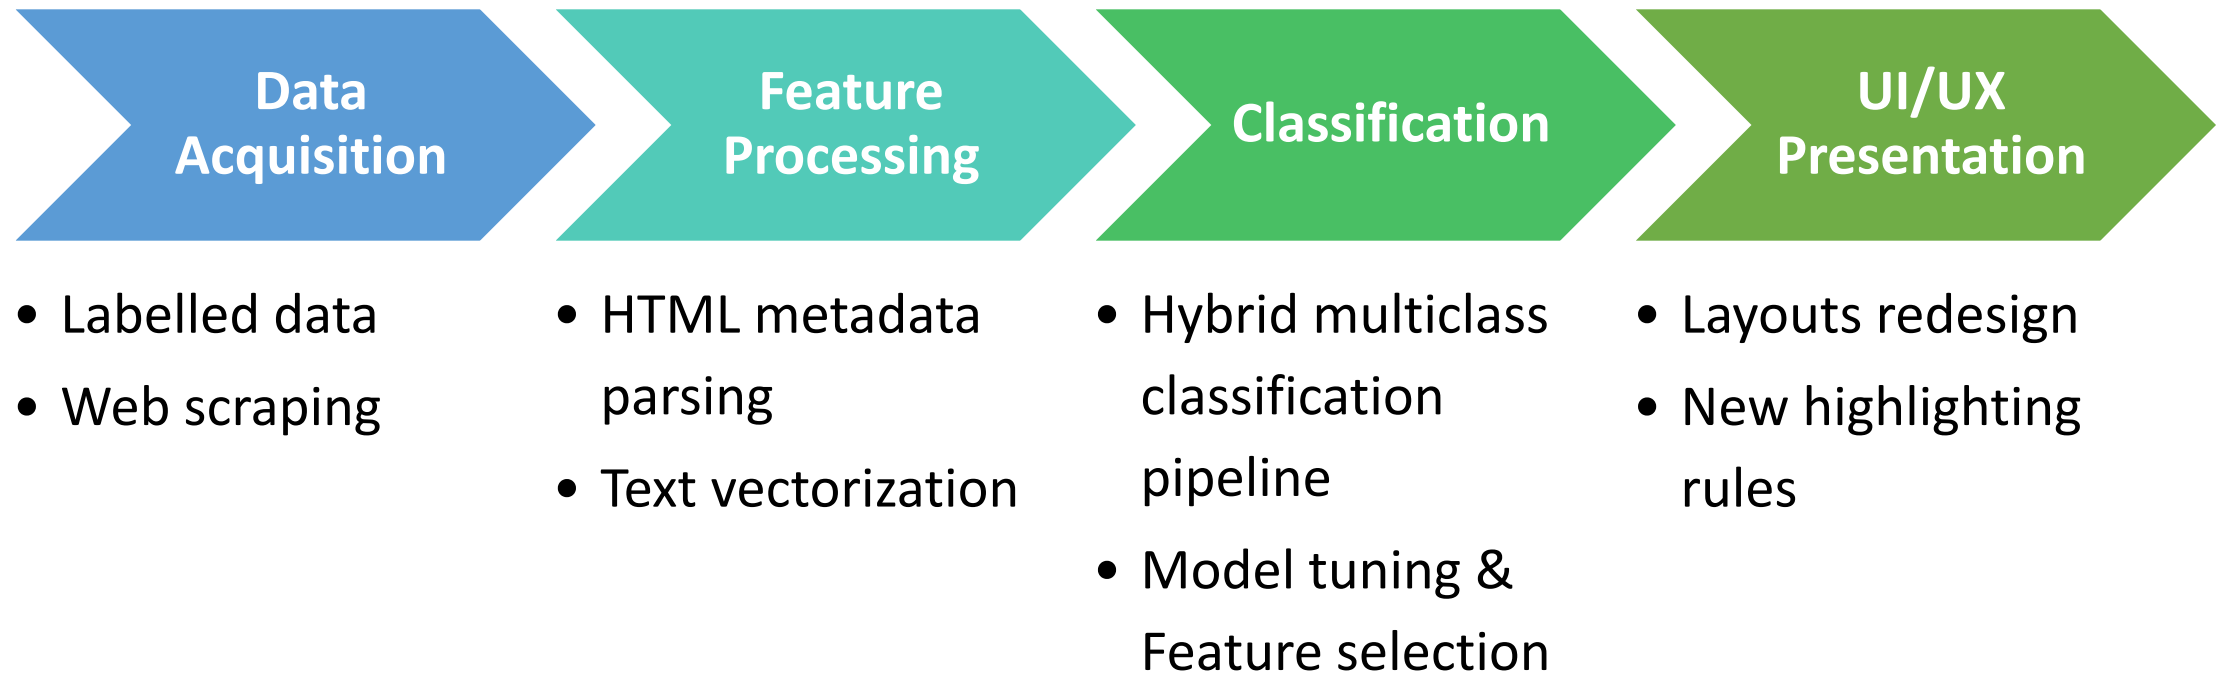 Data
Acquisition
• Labelled data
• Web scraping
Feature
Processing
• HTML metadata
parsing
• Text vectorization
Classification
• Hybrid multiclass
classification
pipeline
• Model tuning &
Feature selection
UI/UX
Presentation
• Layouts redesign
• New highlighting
rules